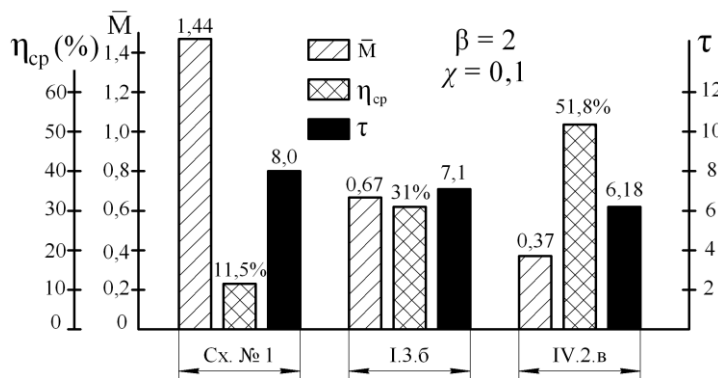 η_ср (%)
M̄
τ
60
50
40
30
20
10
0
1,4
1,2
1,0
0,8
0,6
0,4
0,2
0
M̄
η_ср
τ
β = 2
χ = 0,1
12
10
8
6
4
2
1,44
11,5%
8,0
0,67
31%
7,1
0,37
51,8%
6,18
Сх. № 1
I.3.б
IV.2.в